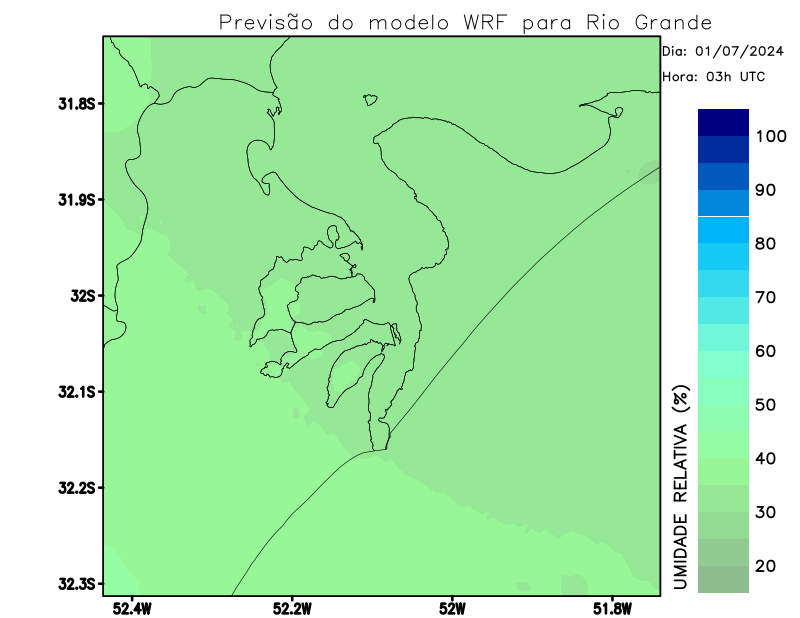 Previsão do modelo WRF para Rio Grande
Dia: 01/07/2024
Hora: 03h UTC
31.8S
31.9S
32S
32.1S
32.2S
32.3S
52.4W
52.2W
52W
51.8W
100
90
80
70
60
50
40
30
20
UMIDADE RELATIVA (%)